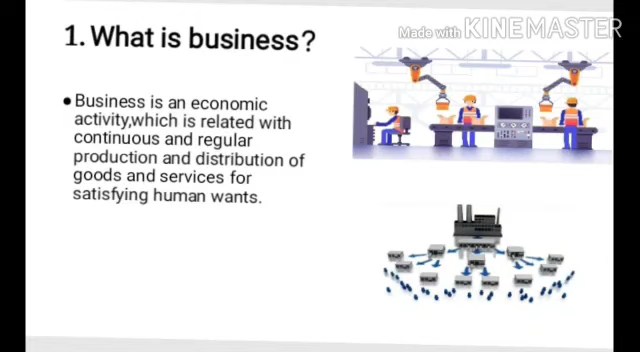 Made with KINEMASTER
1. What is business?
• Business is an economic
activity,which is related with
continuous and regular
production and distribution of
goods and services for
satisfying human wants.